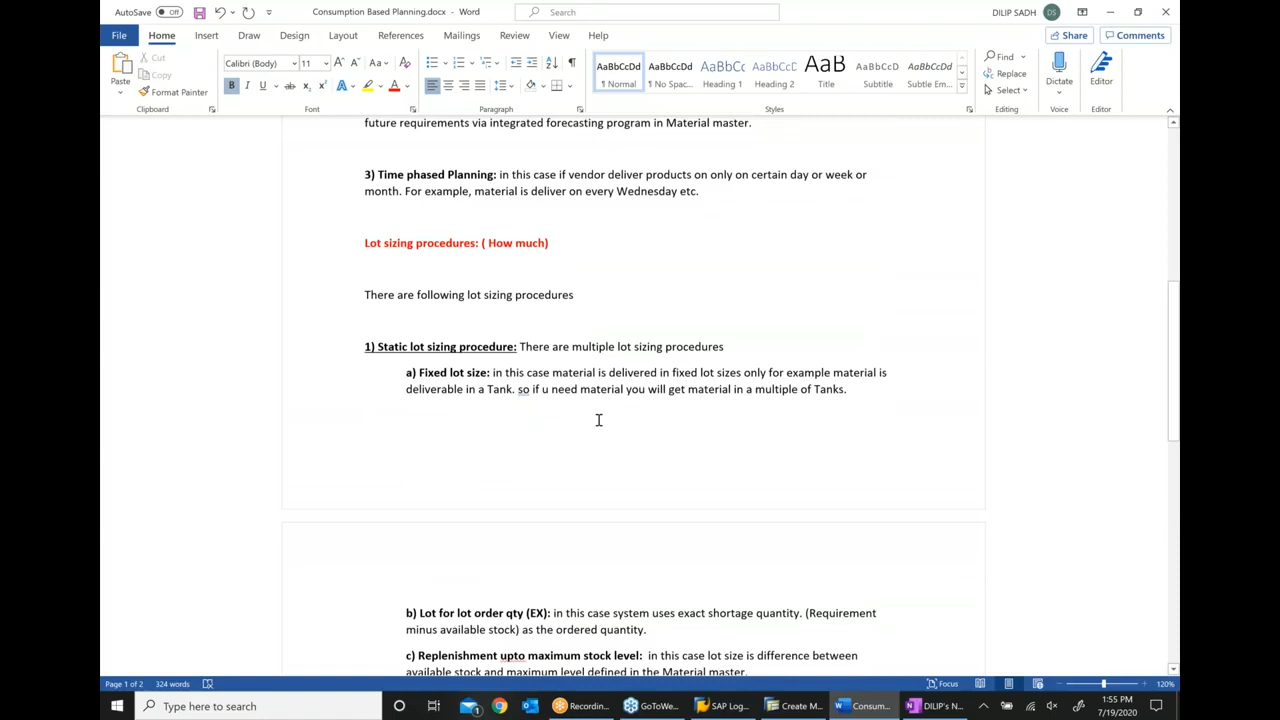 AutoSave Off Consumption Based Planning.docx - Word Search DILIP SADH DS
File Home Insert Draw Design Layout References Mailings Review View Help Share Comments
Paste Cut Copy Format Painter
Calibri (Body) 11
AaBbCcDd AaBbCcDd AaBbCc AaBbCcD AaB AaBbCcD AaBbCcDd
¶ Normal ¶ No Spac... Heading 1 Heading 2 Title Subtitle Subtle Em...
Find Replace Select Dictate Editor
Clipboard Font Paragraph Styles Editing Voice Editor
future requirements via integrated forecasting program in Material master.
3) Time phased Planning: in this case if vendor deliver products on only on certain day or week or
month. For example, material is deliver on every Wednesday etc.
Lot sizing procedures: ( How much)
There are following lot sizing procedures
1) Static lot sizing procedure: There are multiple lot sizing procedures
a) Fixed lot size: in this case material is delivered in fixed lot sizes only for example material is
deliverable in a Tank. so if u need material you will get material in a multiple of Tanks.
b) Lot for lot order qty (EX): in this case system uses exact shortage quantity. (Requirement
minus available stock) as the ordered quantity.
c) Replenishment upto maximum stock level: in this case lot size is difference between
available stock and maximum level defined in the Material master.
Page 1 of 2 324 words Focus 120%
Type here to search Recordin... GoToWe... SAP Log... Create M... Consum... DILIP's N... 1:55 PM
7/19/2020